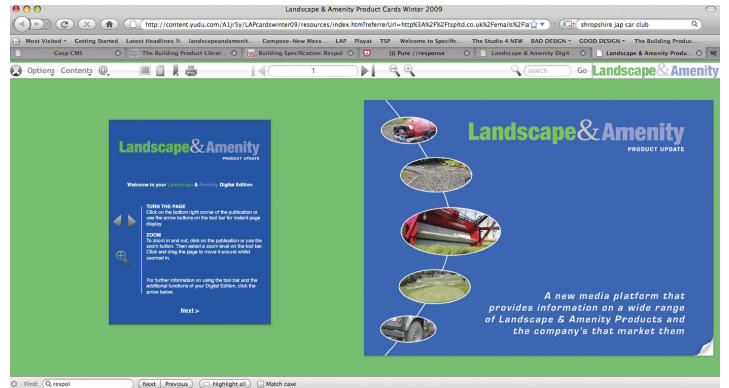 Landscape & Amenity Product Cards Winter 2009
http://content.yudu.com/A1jr5y/LAPcardswinter09/resources/index.htm?referrerUrl=http%3A%2F%2Fspltd.co.uk%2Femails%2Fla
shropshire jap car club
Most Visited Getting Started Latest Headlines landscapeandamenit... Compose-New Mess... LAP Playat TSP Welcome to Specific... The Studio 4 NEW BAD DESIGN GOOD DESIGN The Building Produc...
Gasp CMS The Building Product Librar... Building Specification: Respol ))) Pure //response Landscape & Amenity Digit... Landscape & Amenity Produ...
Options Contents 1 search Go Landscape & Amenity
Landscape & Amenity
PRODUCT UPDATE
Welcome to your Landscape & Amenity Digital Edition
TURN THE PAGE
Click on the bottom right corner of the publication or
use the arrow buttons on the tool bar for instant page
display.
ZOOM
To zoom in and out, click on the publication or use the
zoom button. Then select a zoom level on the tool bar.
Click and drag the page to move it around whilst
zoomed in.
For further information on using the tool bar and the
additional functions of your Digital Edition, click the
arrow below.
Next >
Landscape & Amenity
PRODUCT UPDATE
A new media platform that
provides information on a wide range
of Landscape & Amenity Products and
the company's that market them
Find: respol Next Previous Highlight all Match case